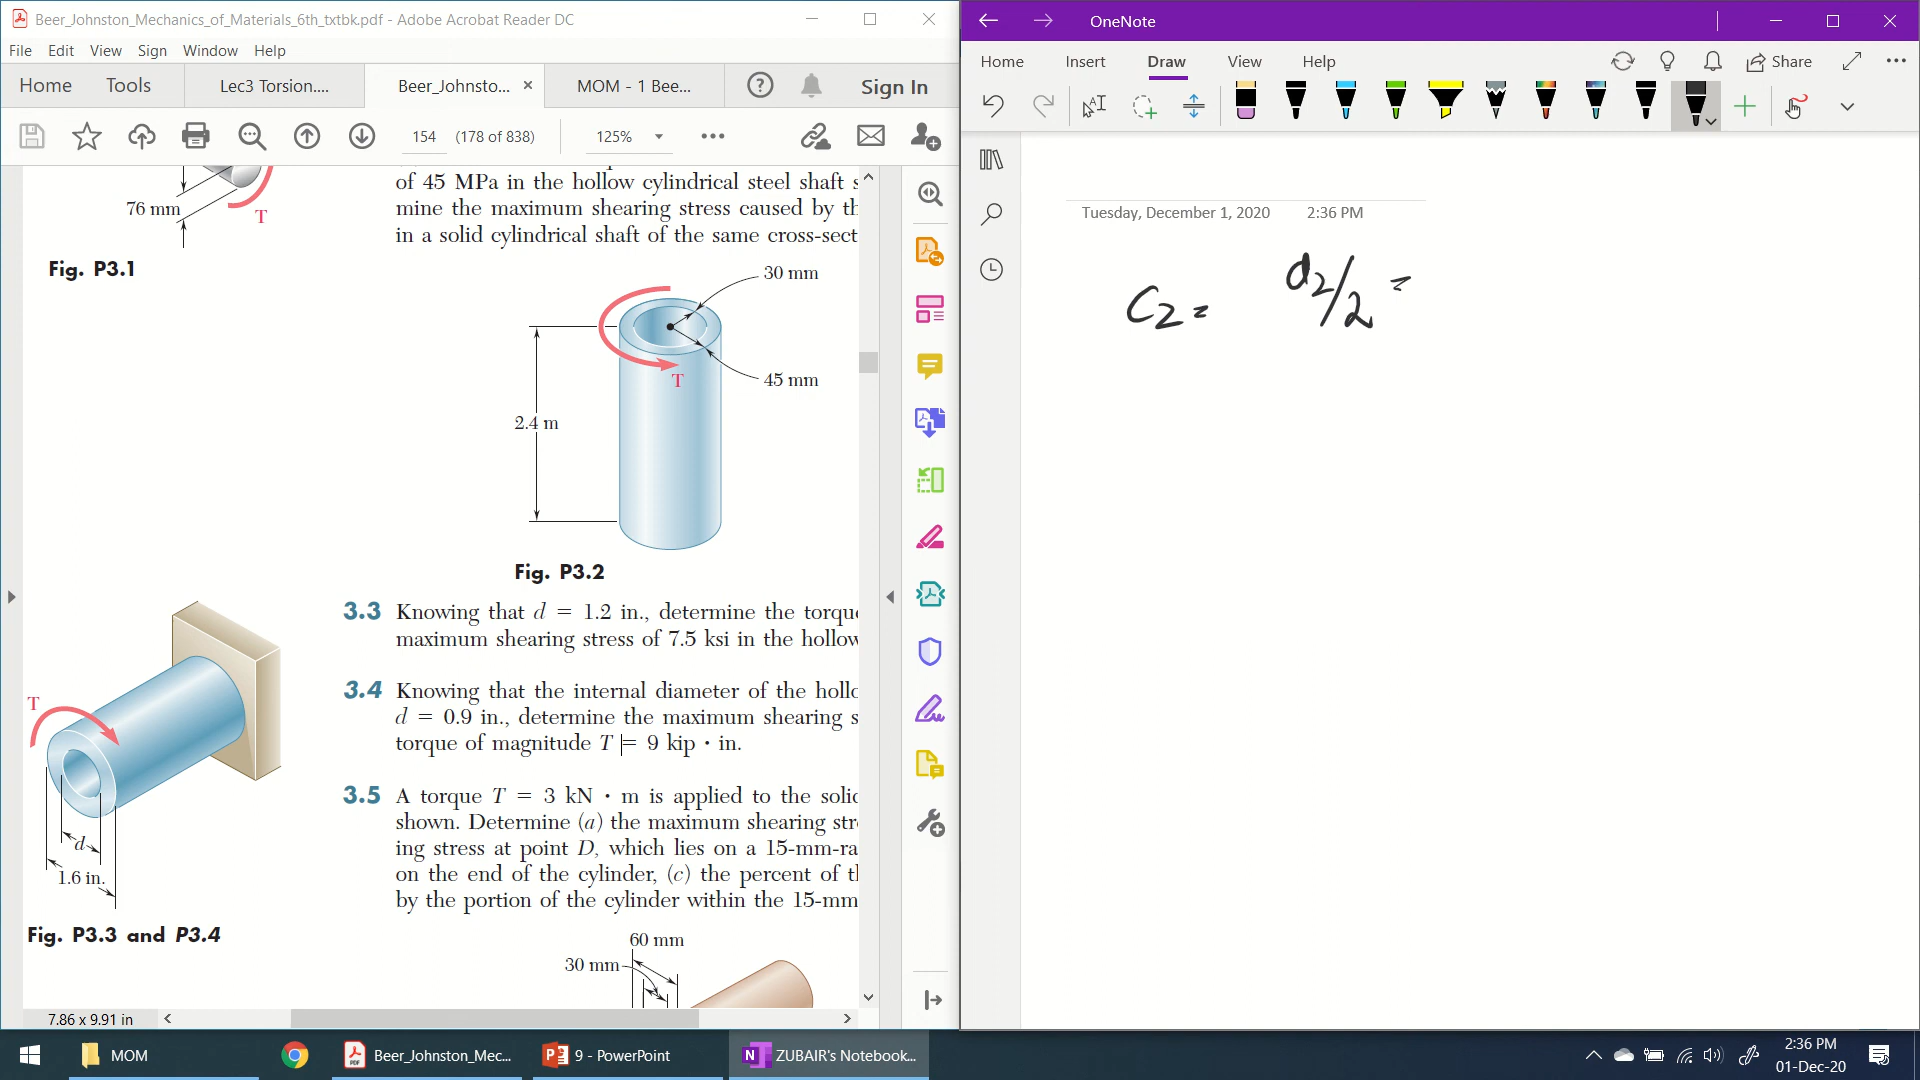 Beer_Johnston_Mechanics_of_Materials_6th_txtbk.pdf - Adobe Acrobat Reader DC
File Edit View Sign Window Help
Home Tools Lec3 Torsion.... Beer_Johnsto... × MOM - 1 Bee... Sign In
154 (178 of 838) 125%
76 mm
T
Fig. P3.1
of 45 MPa in the hollow cylindrical steel shaft s
mine the maximum shearing stress caused by th
in a solid cylindrical shaft of the same cross-sect
30 mm
T
45 mm
2.4 m
Fig. P3.2
3.3 Knowing that d = 1.2 in., determine the torque
maximum shearing stress of 7.5 ksi in the hollow
3.4 Knowing that the internal diameter of the hollo
d = 0.9 in., determine the maximum shearing s
torque of magnitude T = 9 kip · in.
T
d
1.6 in.
Fig. P3.3 and P3.4
3.5 A torque T = 3 kN · m is applied to the solid
shown. Determine (a) the maximum shearing stre
ing stress at point D, which lies on a 15-mm-ra
on the end of the cylinder, (c) the percent of th
by the portion of the cylinder within the 15-mm
60 mm
30 mm
7.86 x 9.91 in
OneNote
Home Insert Draw View Help Share
Tuesday, December 1, 2020 2:36 PM
C2 = d2/2 =
MOM Beer_Johnston_Mec... 9 - PowerPoint ZUBAIR's Notebook...
2:36 PM
01-Dec-20